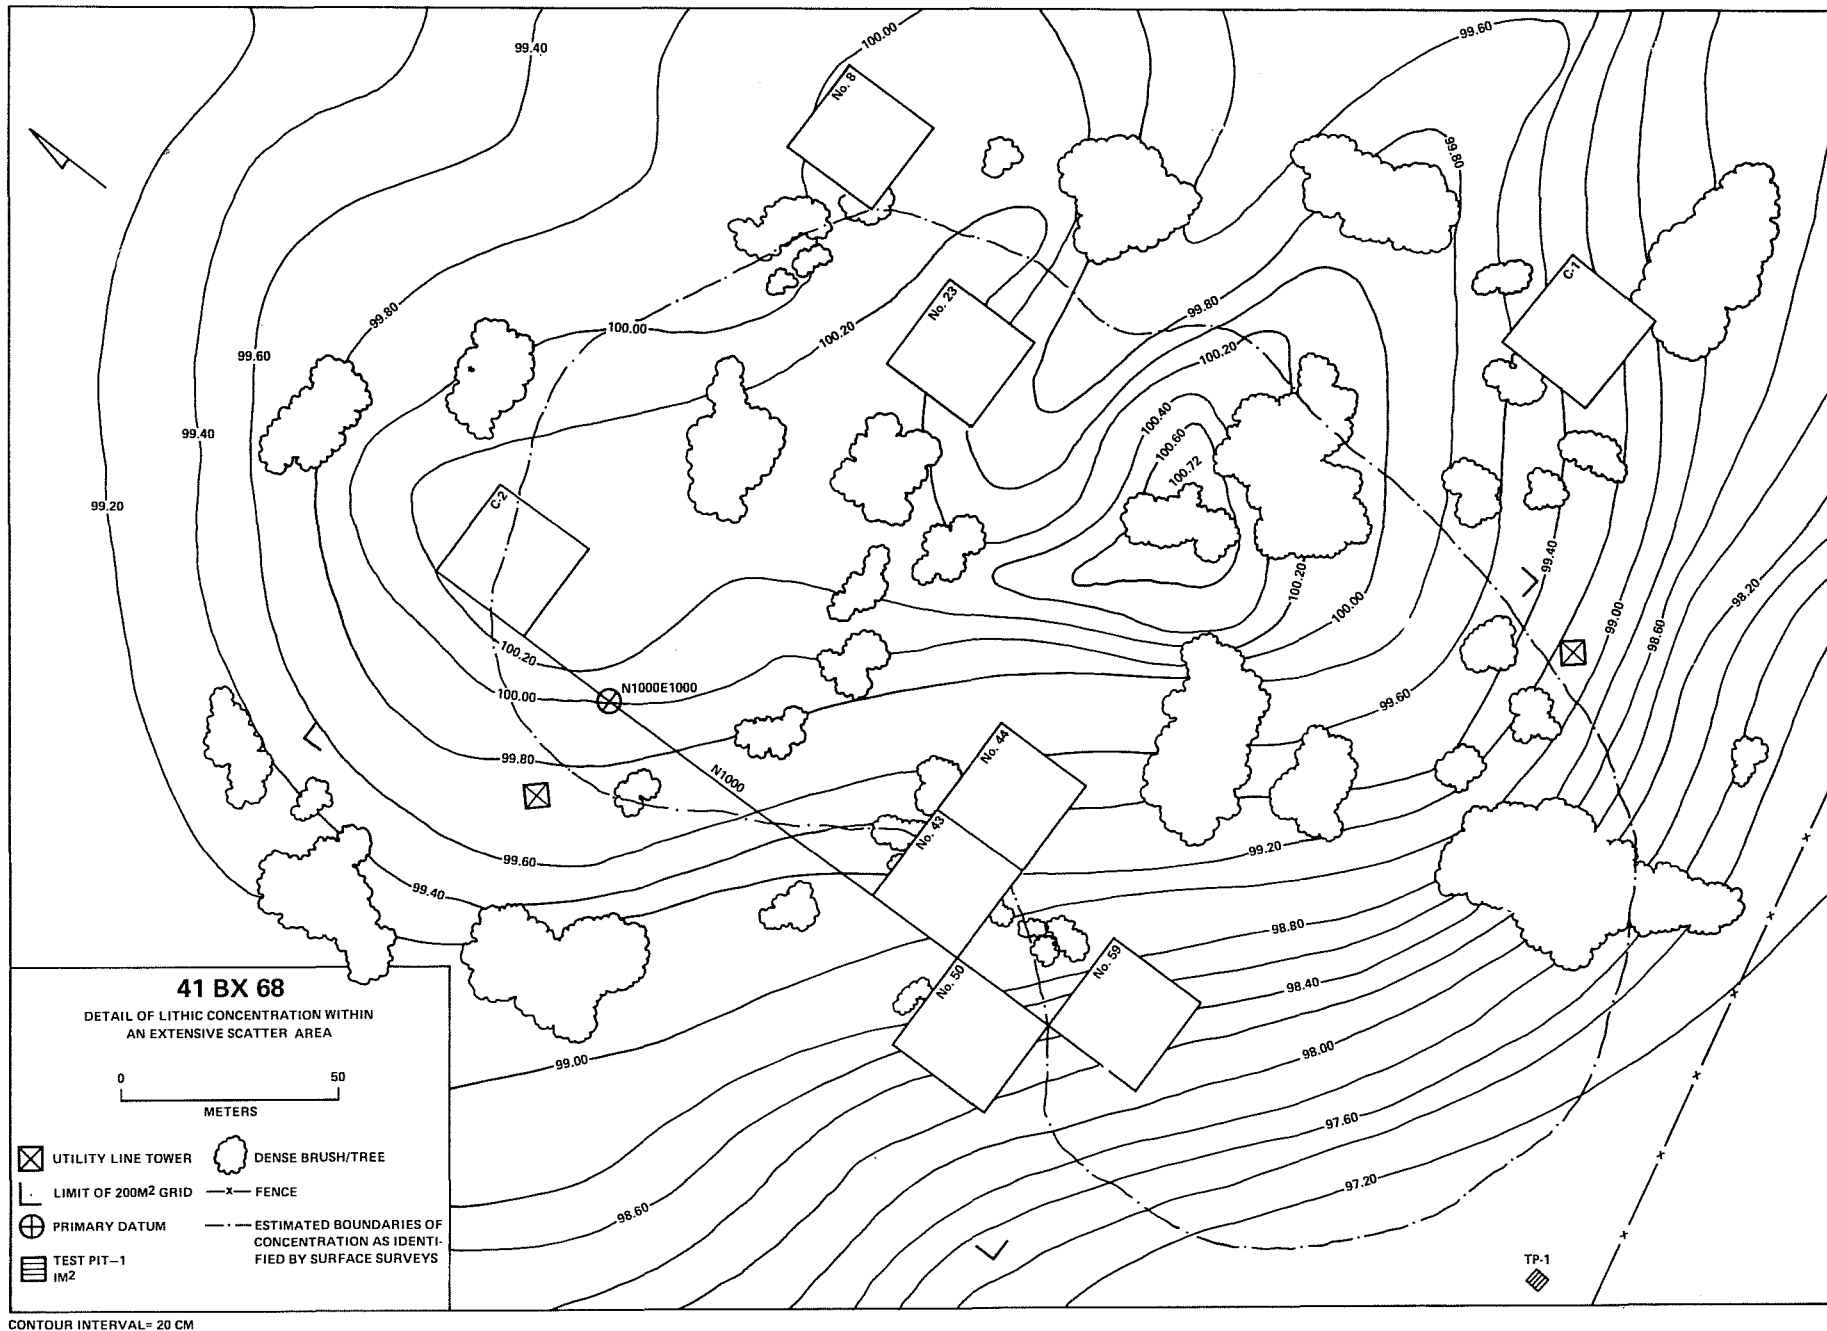 99.40
100.00
99.60
No. 8
99.80
C-1
No. 23
99.80
99.80
100.00
100.20
100.20
99.60
99.40
100.40
100.60
100.72
99.20
C-2
99.40
98.20
100.20
100.00
99.00
98.60
100.20
N1000E1000
100.00
99.60
No. 44
99.80
N1000
No. 43
99.60
99.20
99.40
98.80
No. 59
No. 50
98.40
99.00
98.00
97.60
97.20
98.60
TP-1
41 BX 68
DETAIL OF LITHIC CONCENTRATION WITHIN
AN EXTENSIVE SCATTER AREA
0 50
METERS
UTILITY LINE TOWER
DENSE BRUSH/TREE
LIMIT OF 200M² GRID
—x— FENCE
PRIMARY DATUM
ESTIMATED BOUNDARIES OF
CONCENTRATION AS IDENTI-
FIED BY SURFACE SURVEYS
TEST PIT—1
IM²
CONTOUR INTERVAL= 20 CM